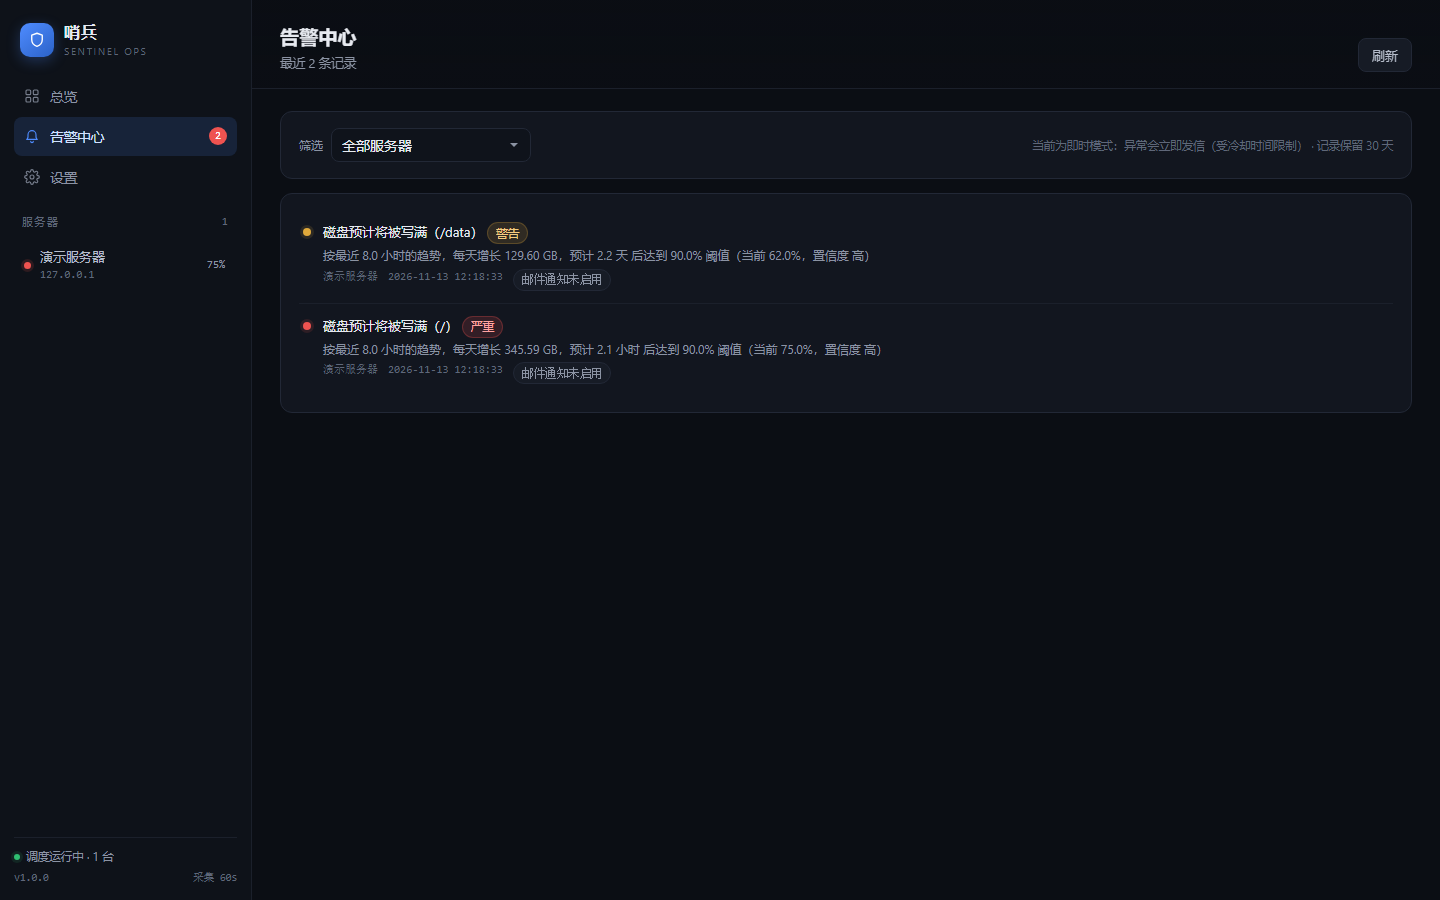 哨兵
SENTINEL OPS
总览
告警中心
2
设置
服务器
1
演示服务器
127.0.0.1
75%
调度运行中 · 1 台
v1.0.0
采集 60s
告警中心
最近 2 条记录
刷新
筛选
全部服务器
当前为即时模式：异常会立即发信（受冷却时间限制） · 记录保留 30 天
磁盘预计将被写满（/data）
警告
按最近 8.0 小时的趋势，每天增长 129.60 GB，预计 2.2 天 后达到 90.0% 阈值（当前 62.0%，置信度 高）
演示服务器 2026-11-13 12:18:33 邮件通知未启用
磁盘预计将被写满（/）
严重
按最近 8.0 小时的趋势，每天增长 345.59 GB，预计 2.1 小时 后达到 90.0% 阈值（当前 75.0%，置信度 高）
演示服务器 2026-11-13 12:18:33 邮件通知未启用